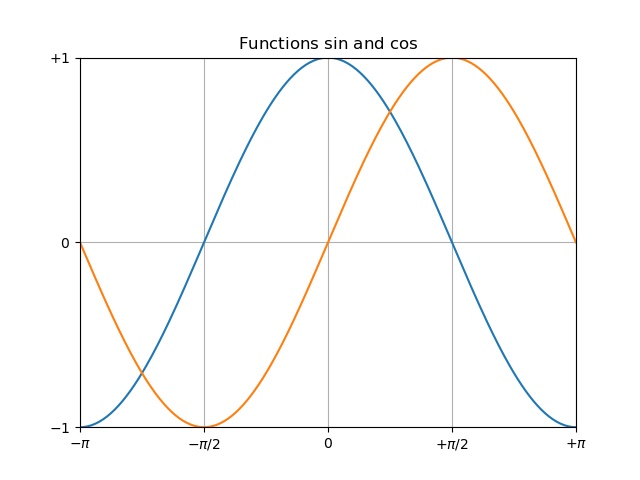 Functions sin and cos
+1
0
−1
−π −π/2 0 +π/2 +π